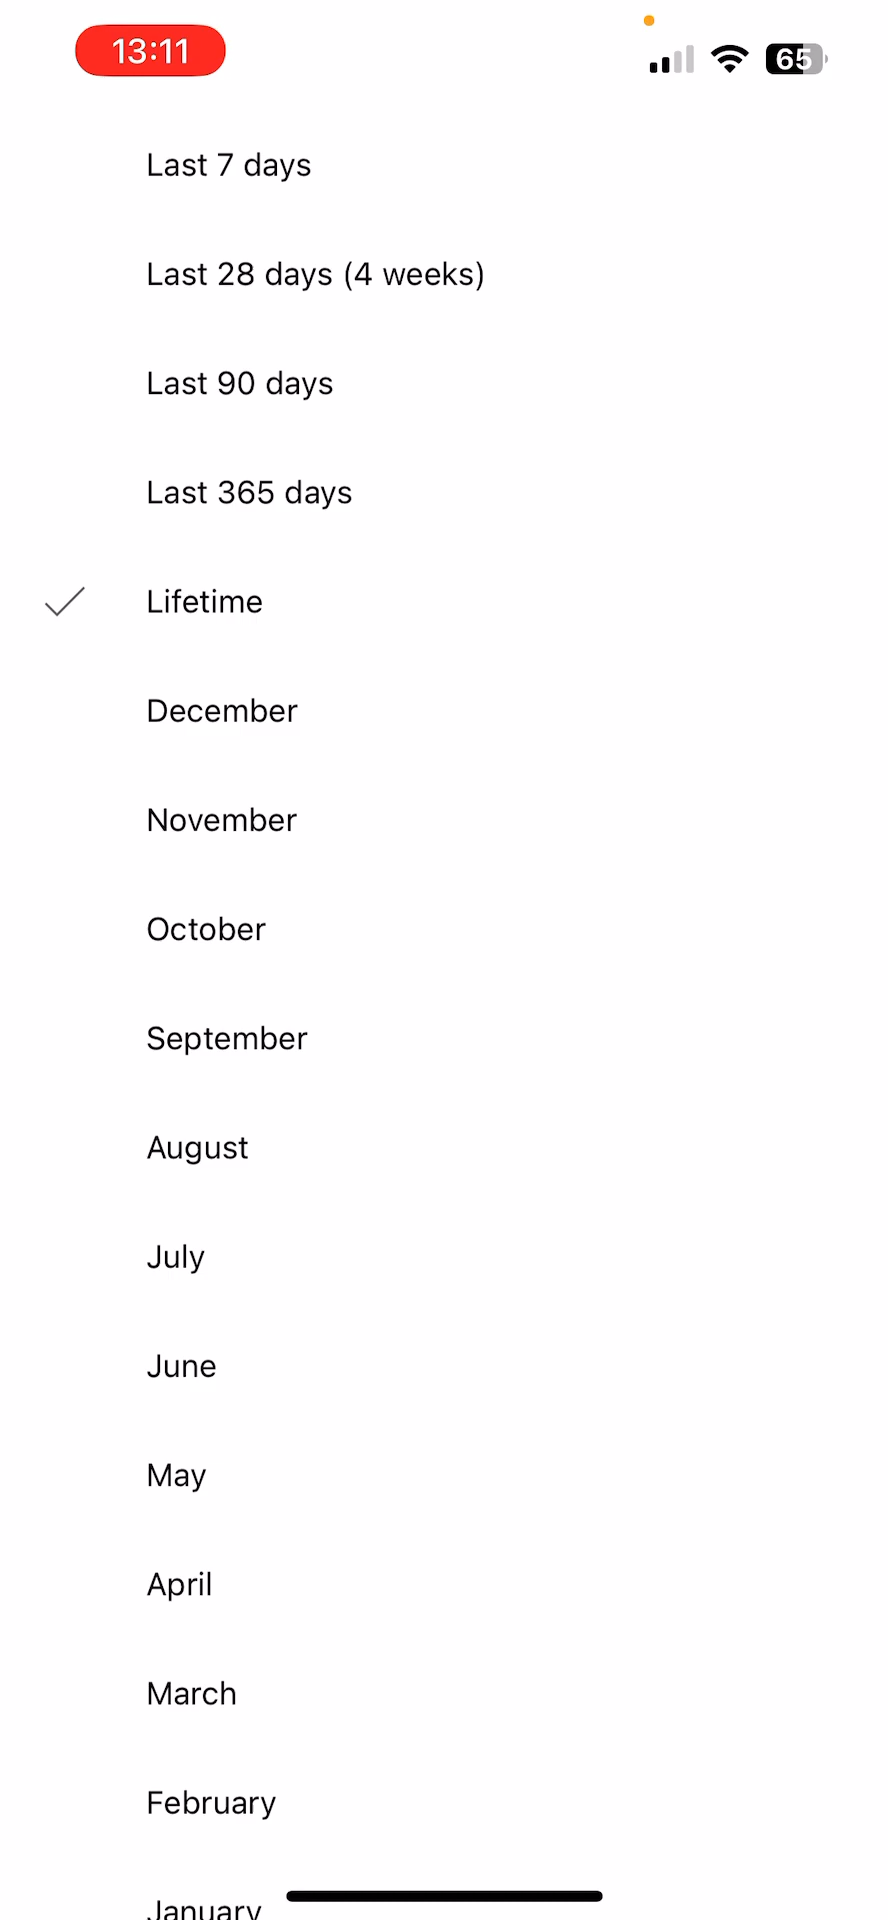 13:11
65
Last 7 days
Last 28 days (4 weeks)
Last 90 days
Last 365 days
Lifetime
December
November
October
September
August
July
June
May
April
March
February
January